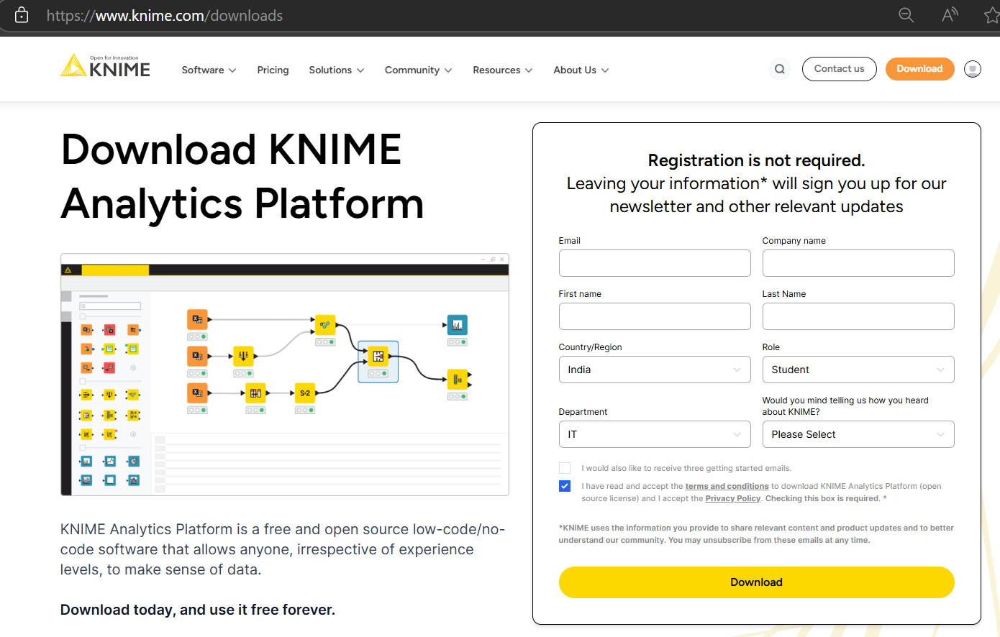 https://www.knime.com/downloads
Open for Innovation
KNIME
Software
Pricing
Solutions
Community
Resources
About Us
Contact us
Download
Download KNIME
Analytics Platform
S-2
KNIME Analytics Platform is a free and open source low-code/no-
code software that allows anyone, irrespective of experience
levels, to make sense of data.
Download today, and use it free forever.
Registration is not required.
Leaving your information* will sign you up for our
newsletter and other relevant updates
Email
Company name
First name
Last Name
Country/Region
Role
India
Student
Department
Would you mind telling us how you heard
about KNIME?
IT
Please Select
I would also like to receive three getting started emails.
I have read and accept the terms and conditions to download KNIME Analytics Platform (open
source license) and I accept the Privacy Policy. Checking this box is required. *
*KNIME uses the information you provide to share relevant content and product updates and to better
understand our community. You may unsubscribe from these emails at any time.
Download